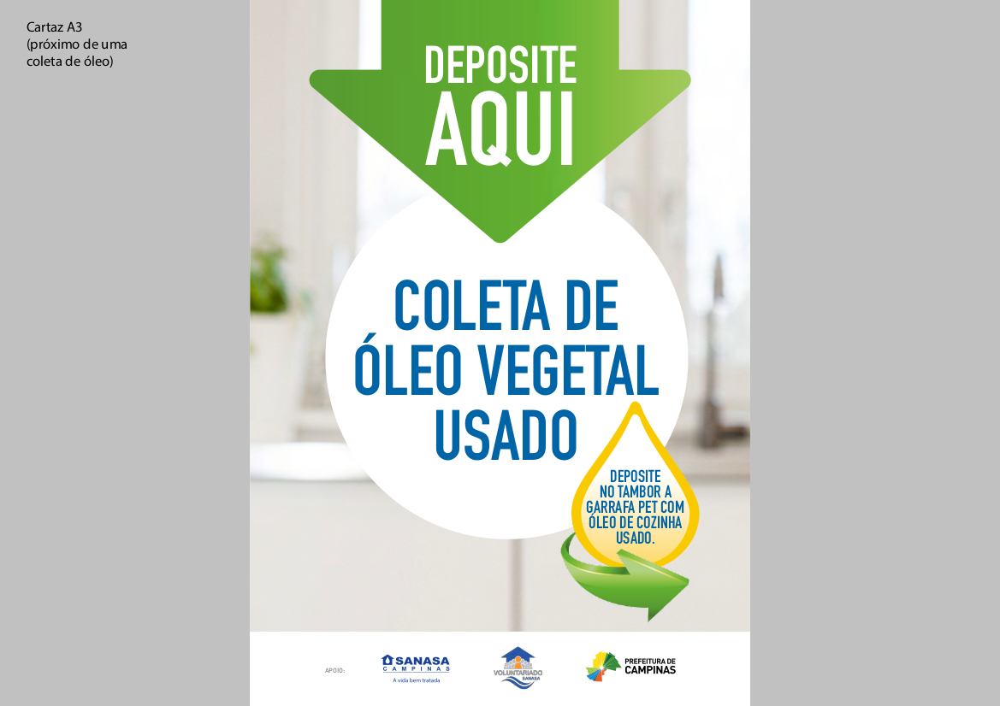 Cartaz A3
(próximo de uma
coleta de óleo)
DEPOSITE
AQUI
COLETA DE
ÓLEO VEGETAL
USADO
DEPOSITE
NO TAMBOR A
GARRAFA PET COM
ÓLEO DE COZINHA
USADO.
APOIO:
SANASA
CAMPINAS
A vida bem tratada
VOLUNTARIADO
SANASA
PREFEITURA DE
CAMPINAS